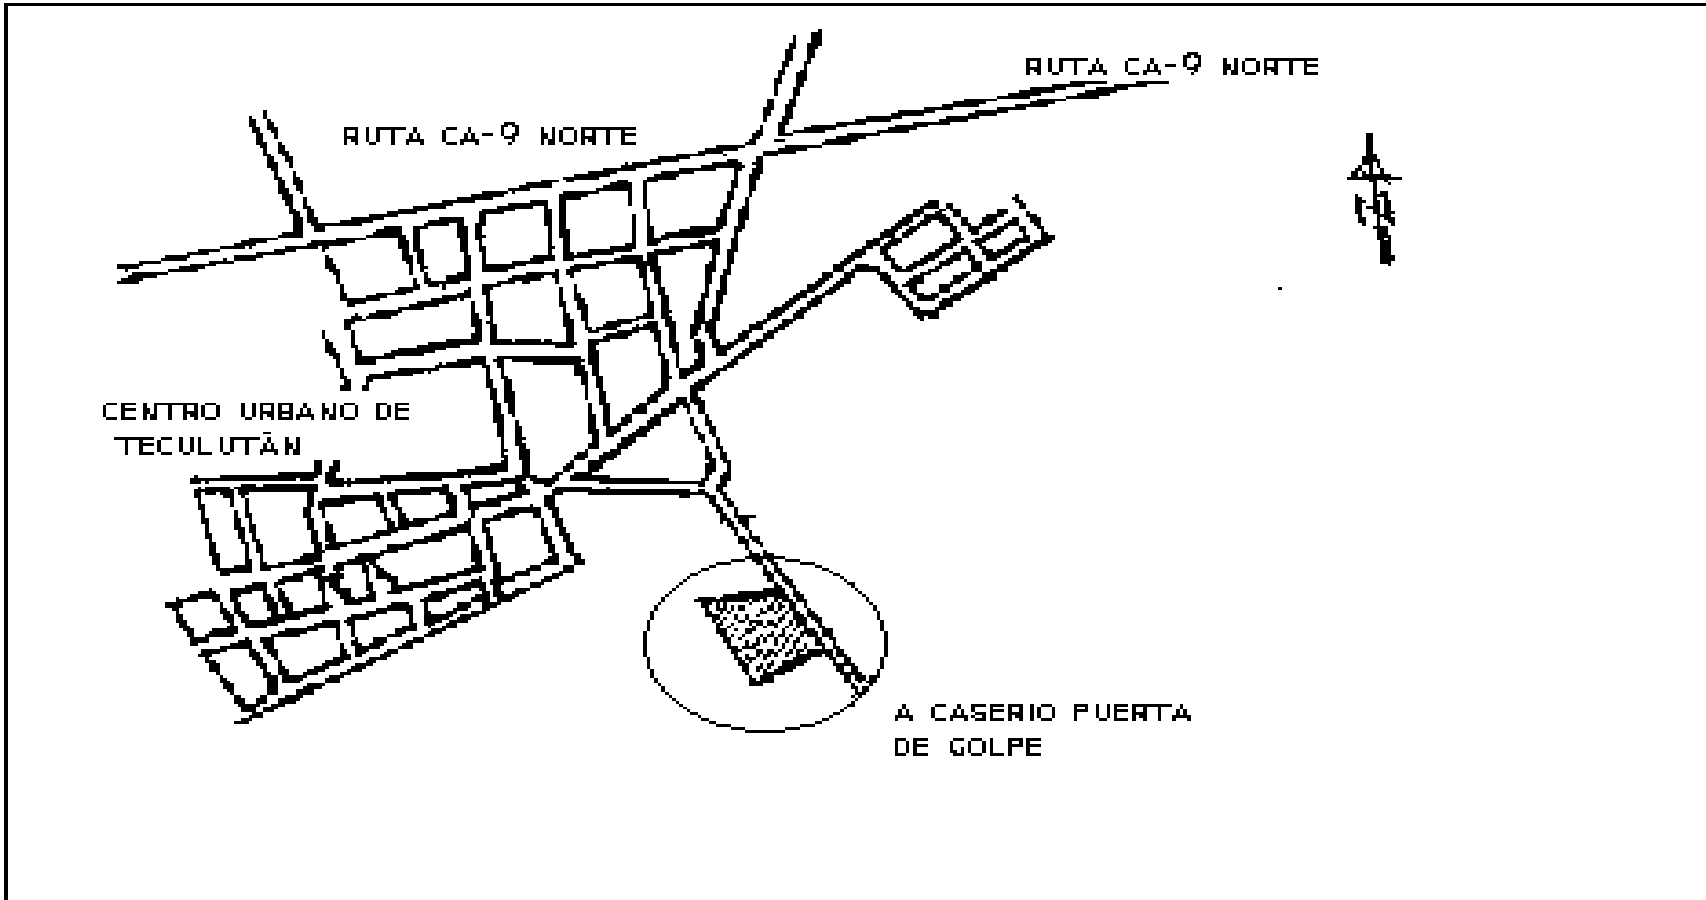 RUTA CA-9 NORTE
RUTA CA-9 NORTE
CENTRO URBANO DE
TECULUTÁN
A CASERIO PUERTA
DE GOLPE